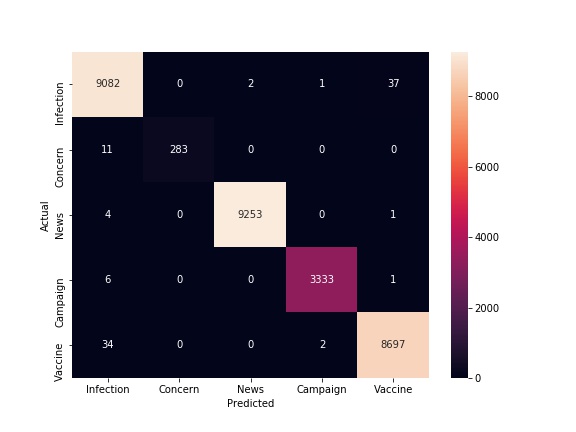 Actual
Infection 9082 0 2 1 37
Concern 11 283 0 0 0
News 4 0 9253 0 1
Campaign 6 0 0 3333 1
Vaccine 34 0 0 2 8697
Infection Concern News Campaign Vaccine
Predicted
8000
6000
4000
2000
0